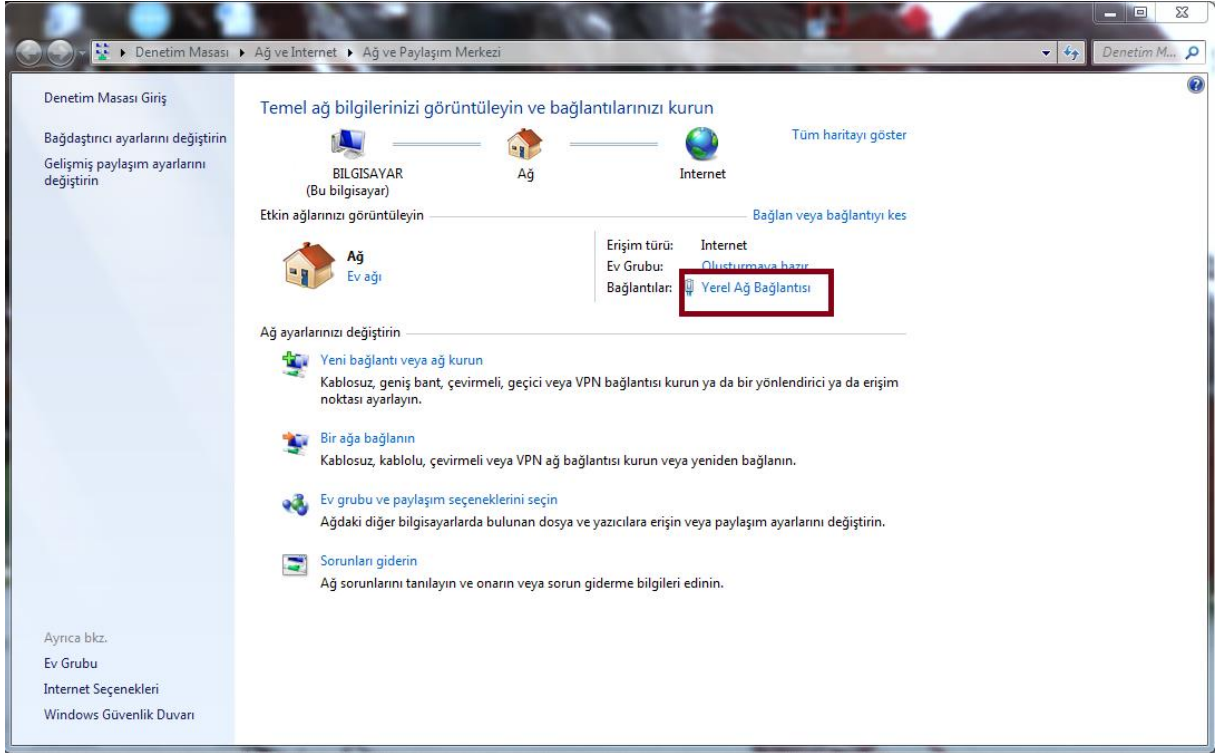 Denetim Masası ▸ Ağ ve Internet ▸ Ağ ve Paylaşım Merkezi
Denetim M...
Denetim Masası Giriş
Bağdaştırıcı ayarlarını değiştirin
Gelişmiş paylaşım ayarlarını
değiştirin
Temel ağ bilgilerinizi görüntüleyin ve bağlantılarınızı kurun
Tüm haritayı göster
BILGISAYAR
(Bu bilgisayar)
Ağ
Internet
Etkin ağlarınızı görüntüleyin
Bağlan veya bağlantıyı kes
Ağ
Ev ağı
Erişim türü: Internet
Ev Grubu: Oluşturmaya hazır
Bağlantılar: Yerel Ağ Bağlantısı
Ağ ayarlarınızı değiştirin
Yeni bağlantı veya ağ kurun
Kablosuz, geniş bant, çevirmeli, geçici veya VPN bağlantısı kurun ya da bir yönlendirici ya da erişim
noktası ayarlayın.
Bir ağa bağlanın
Kablosuz, kablolu, çevirmeli veya VPN ağ bağlantısı kurun veya yeniden bağlanın.
Ev grubu ve paylaşım seçeneklerini seçin
Ağdaki diğer bilgisayarlarda bulunan dosya ve yazıcılara erişin veya paylaşım ayarlarını değiştirin.
Sorunları giderin
Ağ sorunlarını tanılayın ve onarın veya sorun giderme bilgileri edinin.
Ayrıca bkz.
Ev Grubu
Internet Seçenekleri
Windows Güvenlik Duvarı